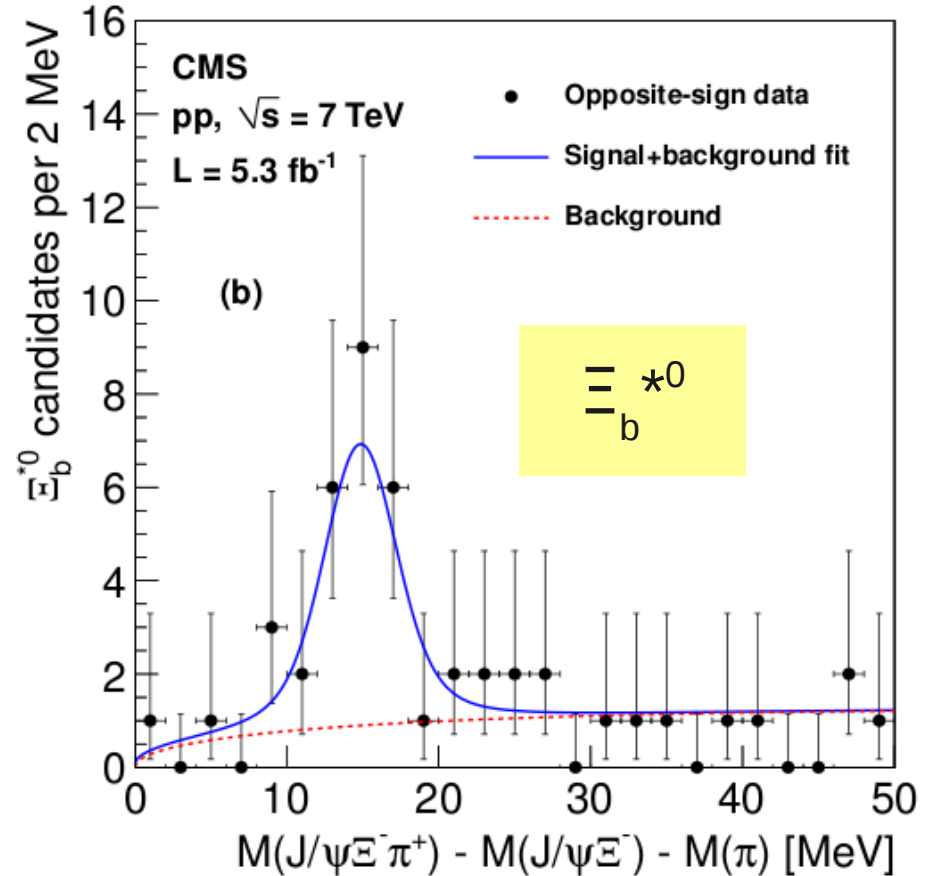 Ξb*0 candidates per 2 MeV
16
14
12
10
8
6
4
2
0
CMS
pp, √s = 7 TeV
L = 5.3 fb-1
(b)
Opposite-sign data
Signal+background fit
Background
Ξb*0
0 10 20 30 40 50
M(J/ψΞ-π+) - M(J/ψΞ-) - M(π) [MeV]